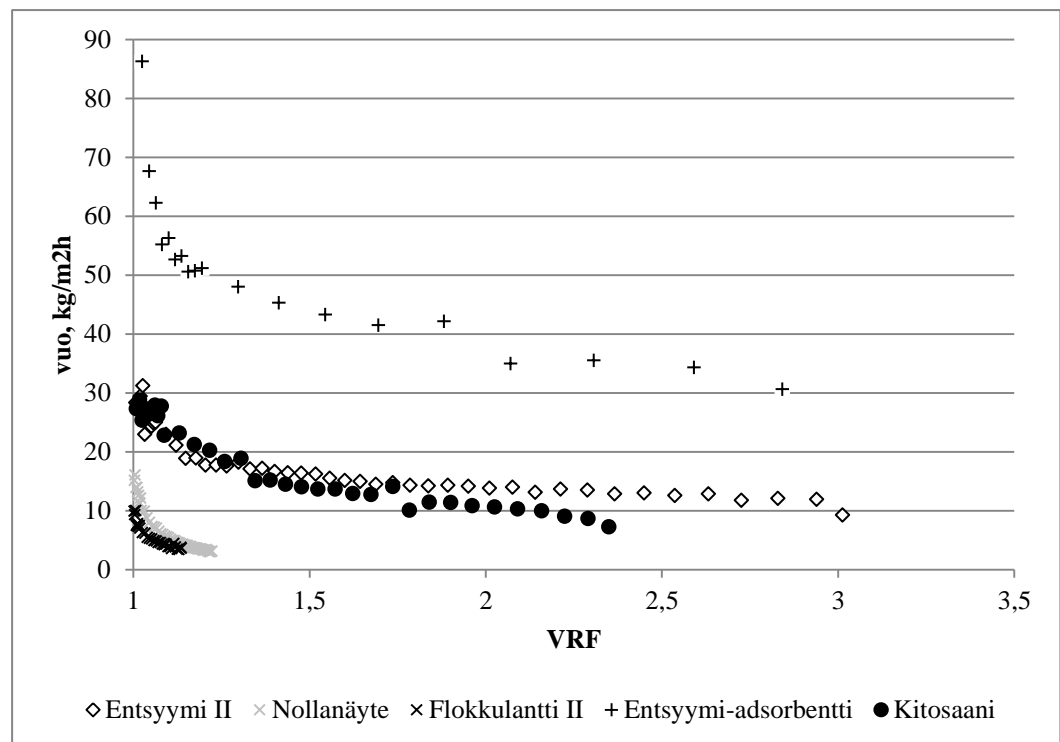 90
80
70
60
50
40
30
20
10
0
vuo, kg/m2h
1
1,5
2
2,5
3
3,5
VRF
Entsyymi II
Nollanäyte
Flokkulantti II
Entsyymi-adsorbentti
Kitosaani